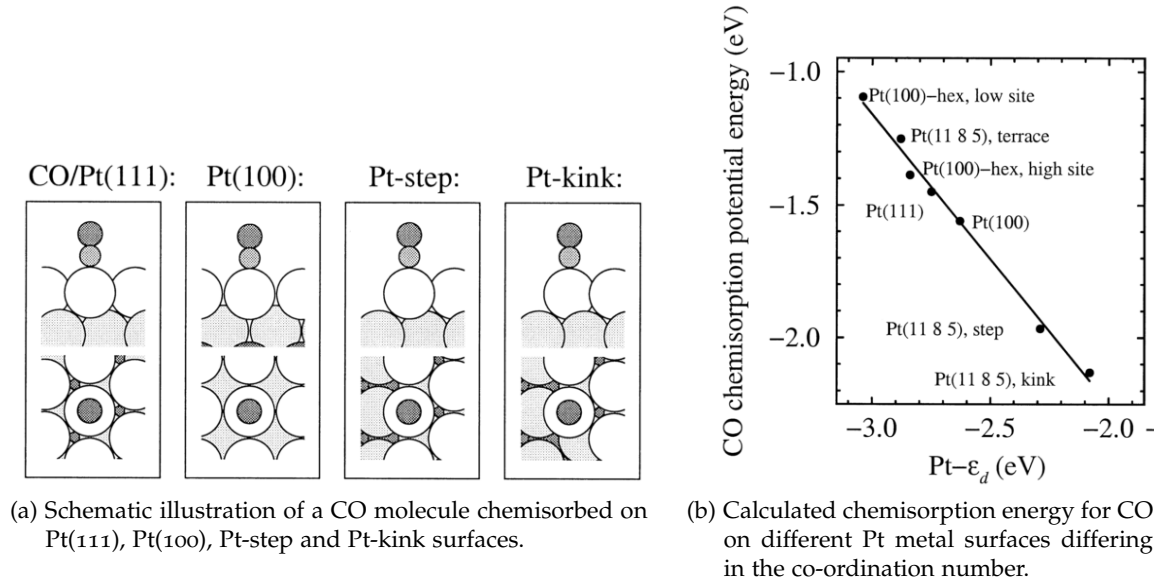 CO/Pt(111): Pt(100): Pt-step: Pt-kink:
(a) Schematic illustration of a CO molecule chemisorbed on
Pt(111), Pt(100), Pt-step and Pt-kink surfaces.
CO chemisorption potential energy (eV)
−1.0
−1.5
−2.0
Pt(100)−hex, low site
Pt(11 8 5), terrace
Pt(100)−hex, high site
Pt(111)
Pt(100)
Pt(11 8 5), step
Pt(11 8 5), kink
−3.0 −2.5 −2.0 −
Pt−εd (eV)
(b) Calculated chemisorption energy for CO
on different Pt metal surfaces differing
in the co-ordination number.